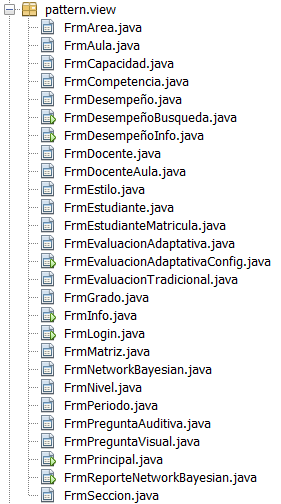 pattern.view
FrmArea.java
FrmAula.java
FrmCapacidad.java
FrmCompetencia.java
FrmDesempeño.java
FrmDesempeñoBusqueda.java
FrmDesempeñoInfo.java
FrmDocente.java
FrmDocenteAula.java
FrmEstilo.java
FrmEstudiante.java
FrmEstudianteMatricula.java
FrmEvaluacionAdaptativa.java
FrmEvaluacionAdaptativaConfig.java
FrmEvaluacionTradicional.java
FrmGrado.java
FrmInfo.java
FrmLogin.java
FrmMatriz.java
FrmNetworkBayesian.java
FrmNivel.java
FrmPeriodo.java
FrmPreguntaAuditiva.java
FrmPreguntaVisual.java
FrmPrincipal.java
FrmReporteNetworkBayesian.java
FrmSeccion.java